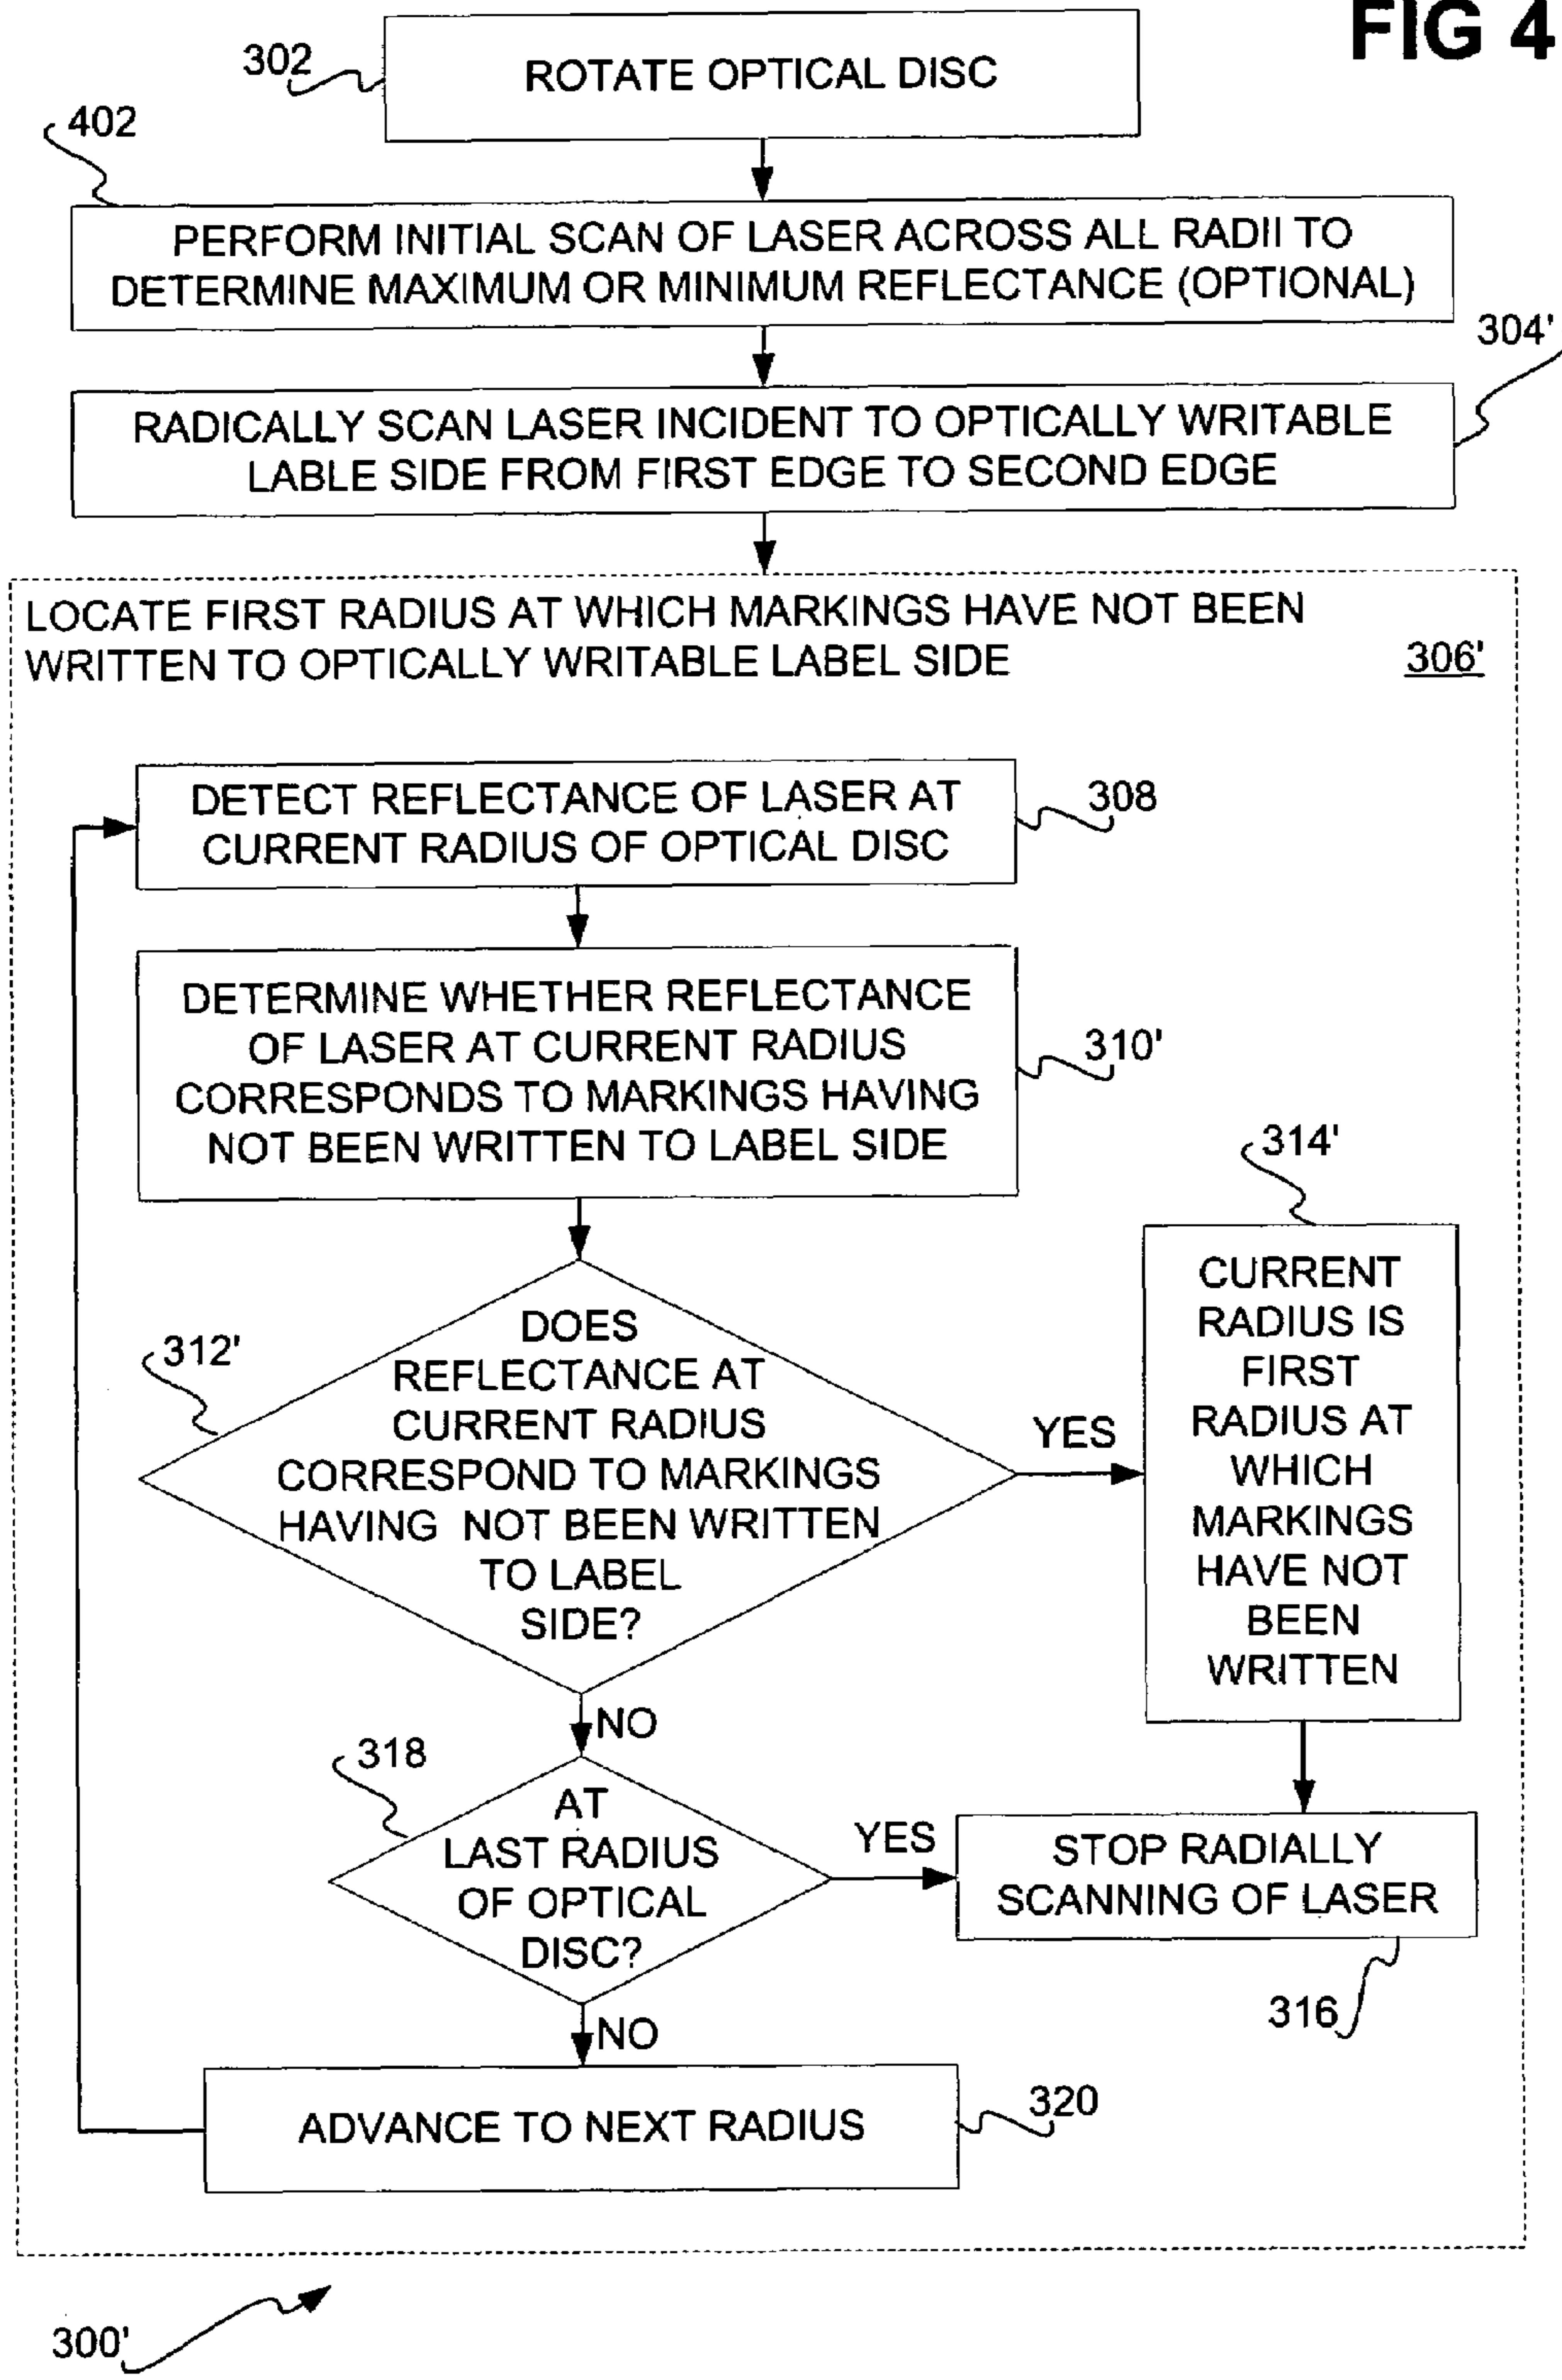 FIG 4
302
ROTATE OPTICAL DISC
402
PERFORM INITIAL SCAN OF LASER ACROSS ALL RADII TO
DETERMINE MAXIMUM OR MINIMUM REFLECTANCE (OPTIONAL)
304'
RADICALLY SCAN LASER INCIDENT TO OPTICALLY WRITABLE
LABLE SIDE FROM FIRST EDGE TO SECOND EDGE
LOCATE FIRST RADIUS AT WHICH MARKINGS HAVE NOT BEEN
WRITTEN TO OPTICALLY WRITABLE LABEL SIDE
306'
DETECT REFLECTANCE OF LASER AT
CURRENT RADIUS OF OPTICAL DISC
308
DETERMINE WHETHER REFLECTANCE
OF LASER AT CURRENT RADIUS
CORRESPONDS TO MARKINGS HAVING
NOT BEEN WRITTEN TO LABEL SIDE
310'
312'
DOES
REFLECTANCE AT
CURRENT RADIUS
CORRESPOND TO MARKINGS
HAVING NOT BEEN WRITTEN
TO LABEL
SIDE?
YES
314'
CURRENT
RADIUS IS
FIRST
RADIUS AT
WHICH
MARKINGS
HAVE NOT
BEEN
WRITTEN
NO
318
AT
LAST RADIUS
OF OPTICAL
DISC?
YES
STOP RADIALLY
SCANNING OF LASER
316
NO
ADVANCE TO NEXT RADIUS
320
300'